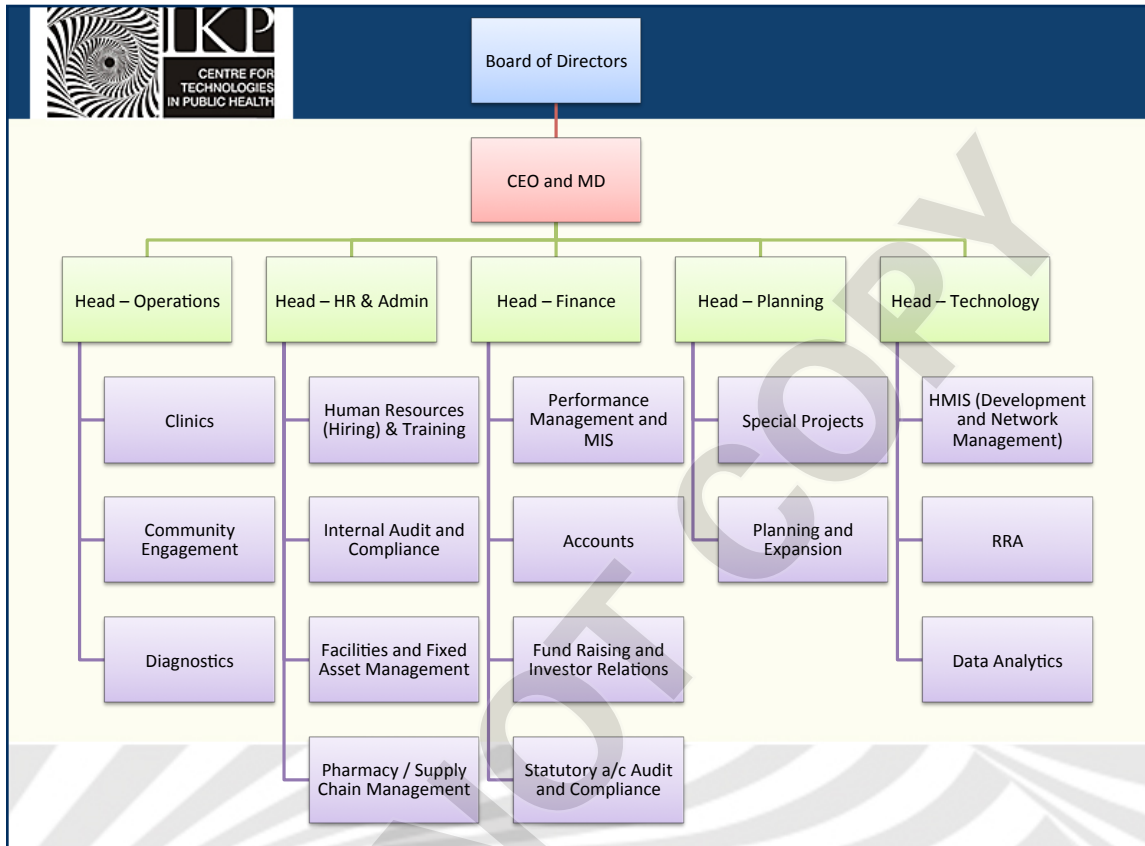 IKP
CENTRE FOR
TECHNOLOGIES
IN PUBLIC HEALTH
Board of Directors
CEO and MD
Head – Operations
Head – HR & Admin
Head – Finance
Head – Planning
Head – Technology
Clinics
Community
Engagement
Diagnostics
Human Resources
(Hiring) & Training
Internal Audit and
Compliance
Facilities and Fixed
Asset Management
Pharmacy / Supply
Chain Management
Performance
Management and
MIS
Accounts
Fund Raising and
Investor Relations
Statutory a/c Audit
and Compliance
Special Projects
Planning and
Expansion
HMIS (Development
and Network
Management)
RRA
Data Analytics
NOT COPY